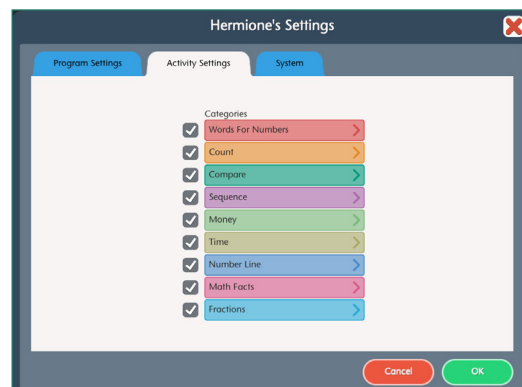 Hermione's Settings
Program Settings
Activity Settings
System
Categories
Words For Numbers
Count
Compare
Sequence
Money
Time
Number Line
Math Facts
Fractions
Cancel
OK